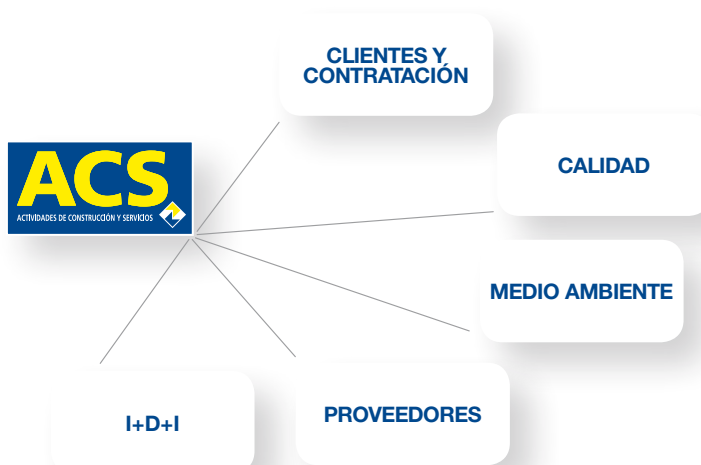 CLIENTES Y
CONTRATACIÓN
ACS
ACTIVIDADES DE CONSTRUCCIÓN Y SERVICIOS
CALIDAD
MEDIO AMBIENTE
PROVEEDORES
I+D+I